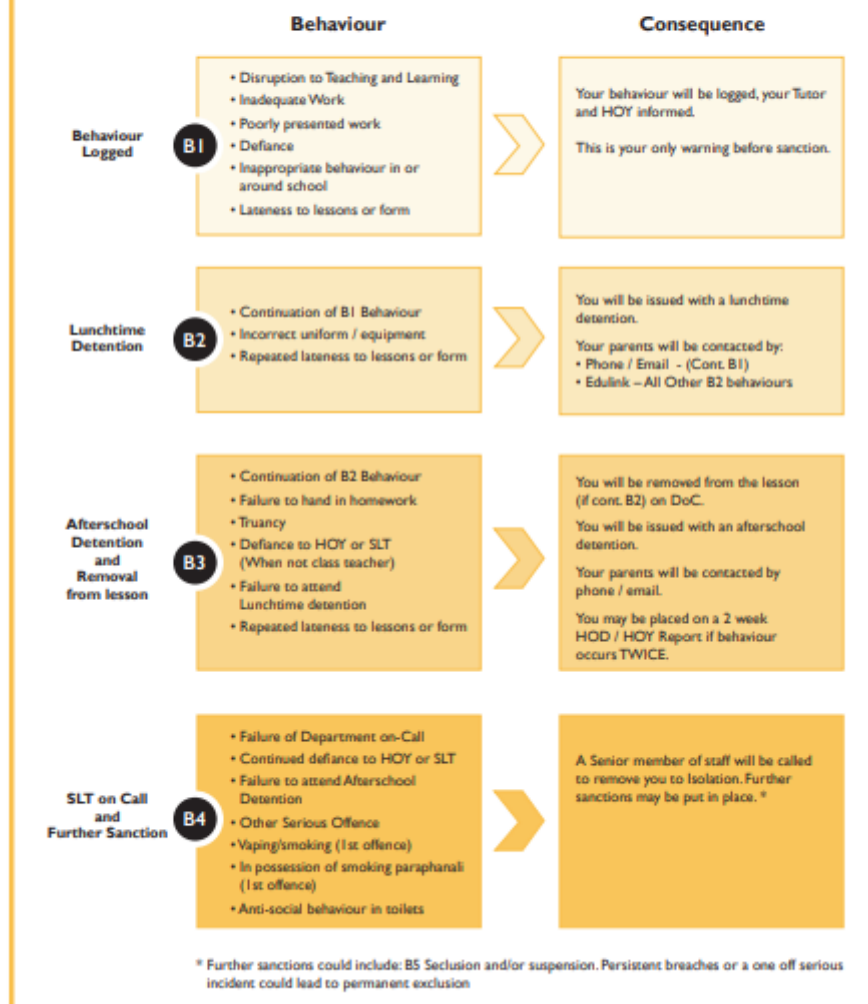 Behaviour
Consequence
Behaviour
Logged
B1
• Disruption to Teaching and Learning
• Inadequate Work
• Poorly presented work
• Defiance
• Inappropriate behaviour in or
around school
• Lateness to lessons or form
Your behaviour will be logged, your Tutor
and HOY informed.
This is your only warning before sanction.
Lunchtime
Detention
B2
• Continuation of B1 Behaviour
• Incorrect uniform / equipment
• Repeated lateness to lessons or form
You will be issued with a lunchtime
detention.
Your parents will be contacted by:
• Phone / Email - (Cont. B1)
• Edulink – All Other B2 behaviours
Afterschool
Detention
and
Removal
from lesson
B3
• Continuation of B2 Behaviour
• Failure to hand in homework
• Truancy
• Defiance to HOY or SLT
(When not class teacher)
• Failure to attend
Lunchtime detention
• Repeated lateness to lessons or form
You will be removed from the lesson
(if cont. B2) on DoC.
You will be issued with an afterschool
detention.
Your parents will be contacted by
phone / email.
You may be placed on a 2 week
HOD / HOY Report if behaviour
occurs TWICE.
SLT on Call
and
Further Sanction
B4
• Failure of Department on-Call
• Continued defiance to HOY or SLT
• Failure to attend Afterschool
Detention
• Other Serious Offence
• Vaping/smoking (1st offence)
• In possession of smoking paraphanali
(1st offence)
• Anti-social behaviour in toilets
A Senior member of staff will be called
to remove you to Isolation. Further
sanctions may be put in place. *
* Further sanctions could include: B5 Seclusion and/or suspension. Persistent breaches or a one off serious
incident could lead to permanent exclusion